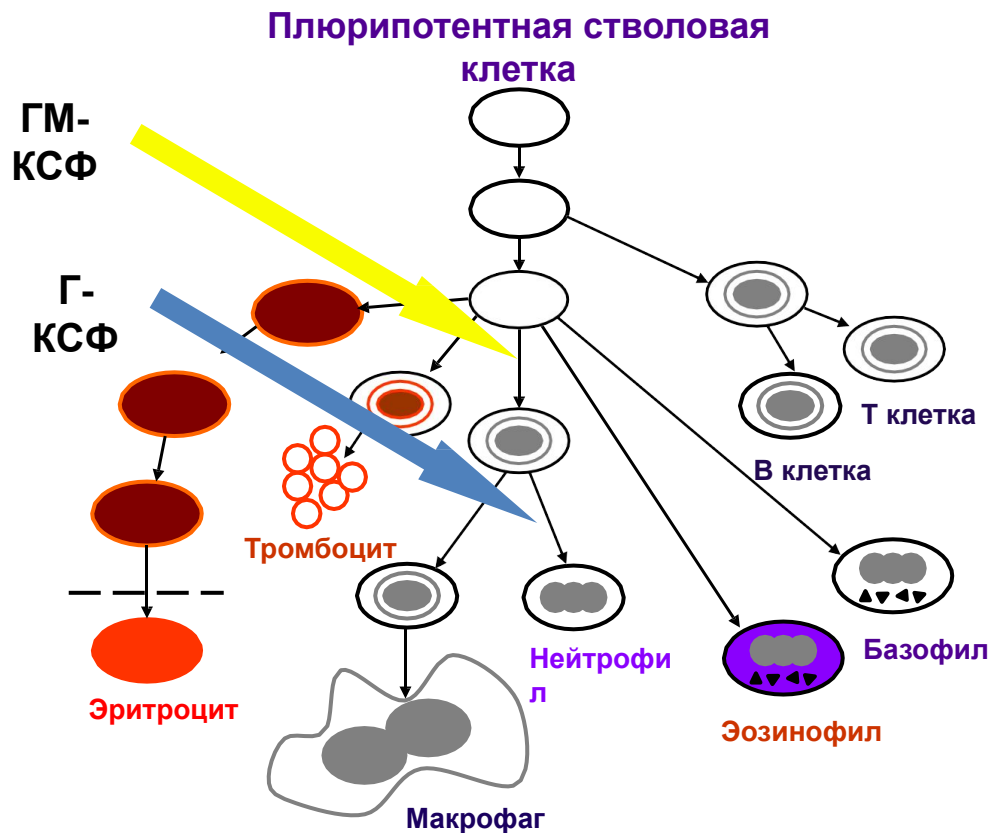 Плюрипотентная стволовая
клетка
ГМ-
КСФ
Г-
КСФ
Т клетка
В клетка
Тромбоцит
Базофил
Нейтрофи
л
Эритроцит
Эозинофил
Макрофаг